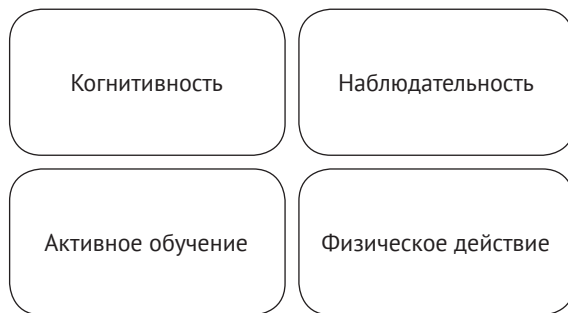 Когнитивность
Наблюдательность
Активное обучение
Физическое действие